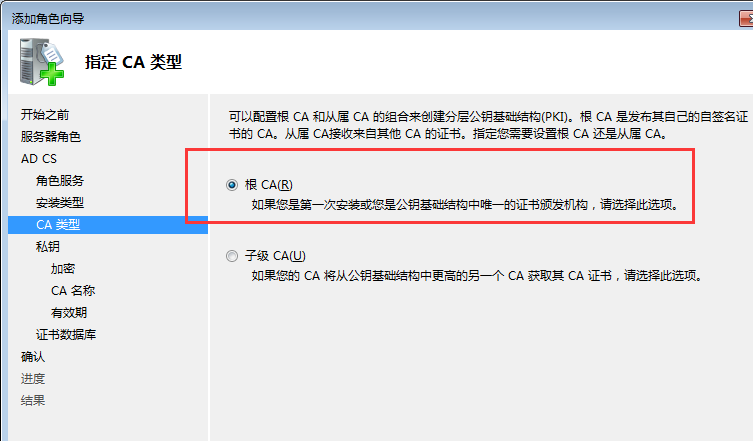 添加角色向导
指定 CA 类型
开始之前
服务器角色
AD CS
角色服务
安装类型
CA 类型
私钥
加密
CA 名称
有效期
证书数据库
确认
进度
结果
可以配置根 CA 和从属 CA 的组合来创建分层公钥基础结构(PKI)。根 CA 是发布其自己的自签名证
书的 CA。从属 CA接收来自其他 CA 的证书。指定您需要设置根 CA 还是从属 CA。
根 CA(R)
如果您是第一次安装或您是公钥基础结构中唯一的证书颁发机构，请选择此选项。
子级 CA(U)
如果您的 CA 将从公钥基础结构中更高的另一个 CA 获取其 CA 证书，请选择此选项。